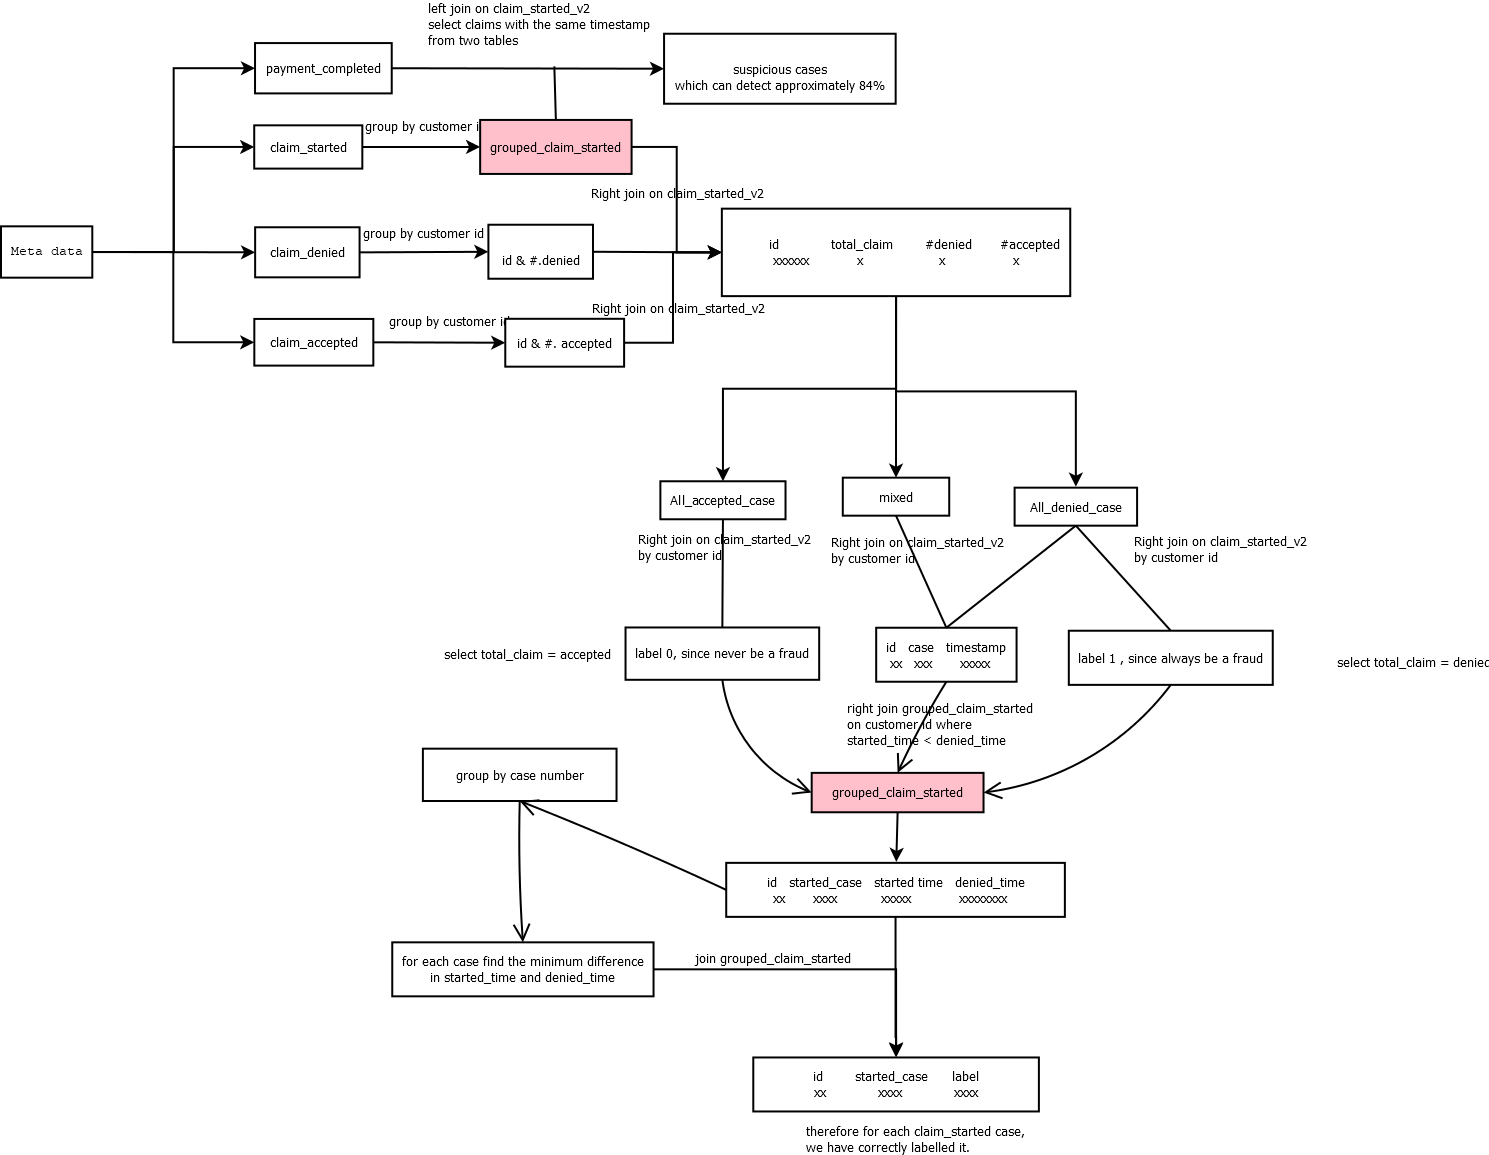 left join on claim_started_v2
select claims with the same timestamp
from two tables
payment_completed
suspicious cases
which can detect approximately 84%
claim_started
group by customer
grouped_claim_started
Right join on claim_started_v2
Meta data
claim_denied
group by customer id
id & #.denied
id total_claim #denied #accepted
xxxxxx x x x
claim_accepted
group by customer id
id & #. accepted
Right join on claim_started_v2
All_accepted_case
mixed
All_denied_case
Right join on claim_started_v2
by customer id
Right join on claim_started_v2
by customer id
Right join on claim_started_v2
by customer id
select total_claim = accepted
label 0, since never be a fraud
id case timestamp
xx xxx xxxxx
label 1 , since always be a fraud
select total_claim = denied
right join grouped_claim_started
on customer id where
started_time < denied_time
group by case number
grouped_claim_started
id started_case started time denied_time
xx xxxx xxxxx xxxxxxxx
for each case find the minimum difference
in started_time and denied_time
join grouped_claim_started
id started_case label
xx xxxx xxxx
therefore for each claim_started case,
we have correctly labelled it.